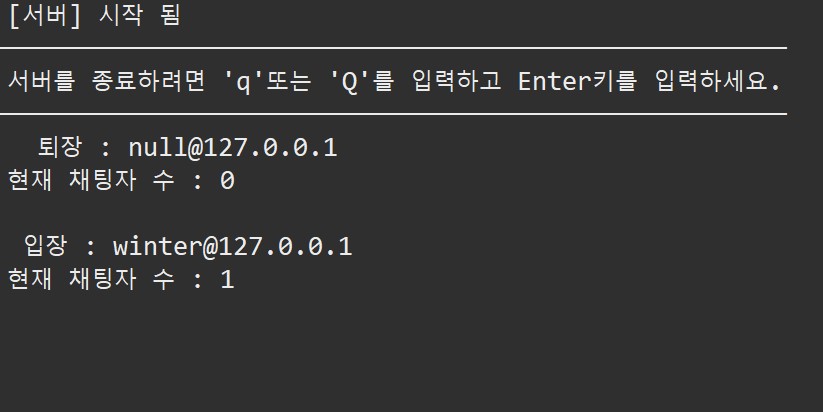 [서버] 시작 됨
서버를 종료하려면 'q'또는 'Q'를 입력하고 Enter키를 입력하세요.
퇴장 : null@127.0.0.1
현재 채팅자 수 : 0
입장 : winter@127.0.0.1
현재 채팅자 수 : 1